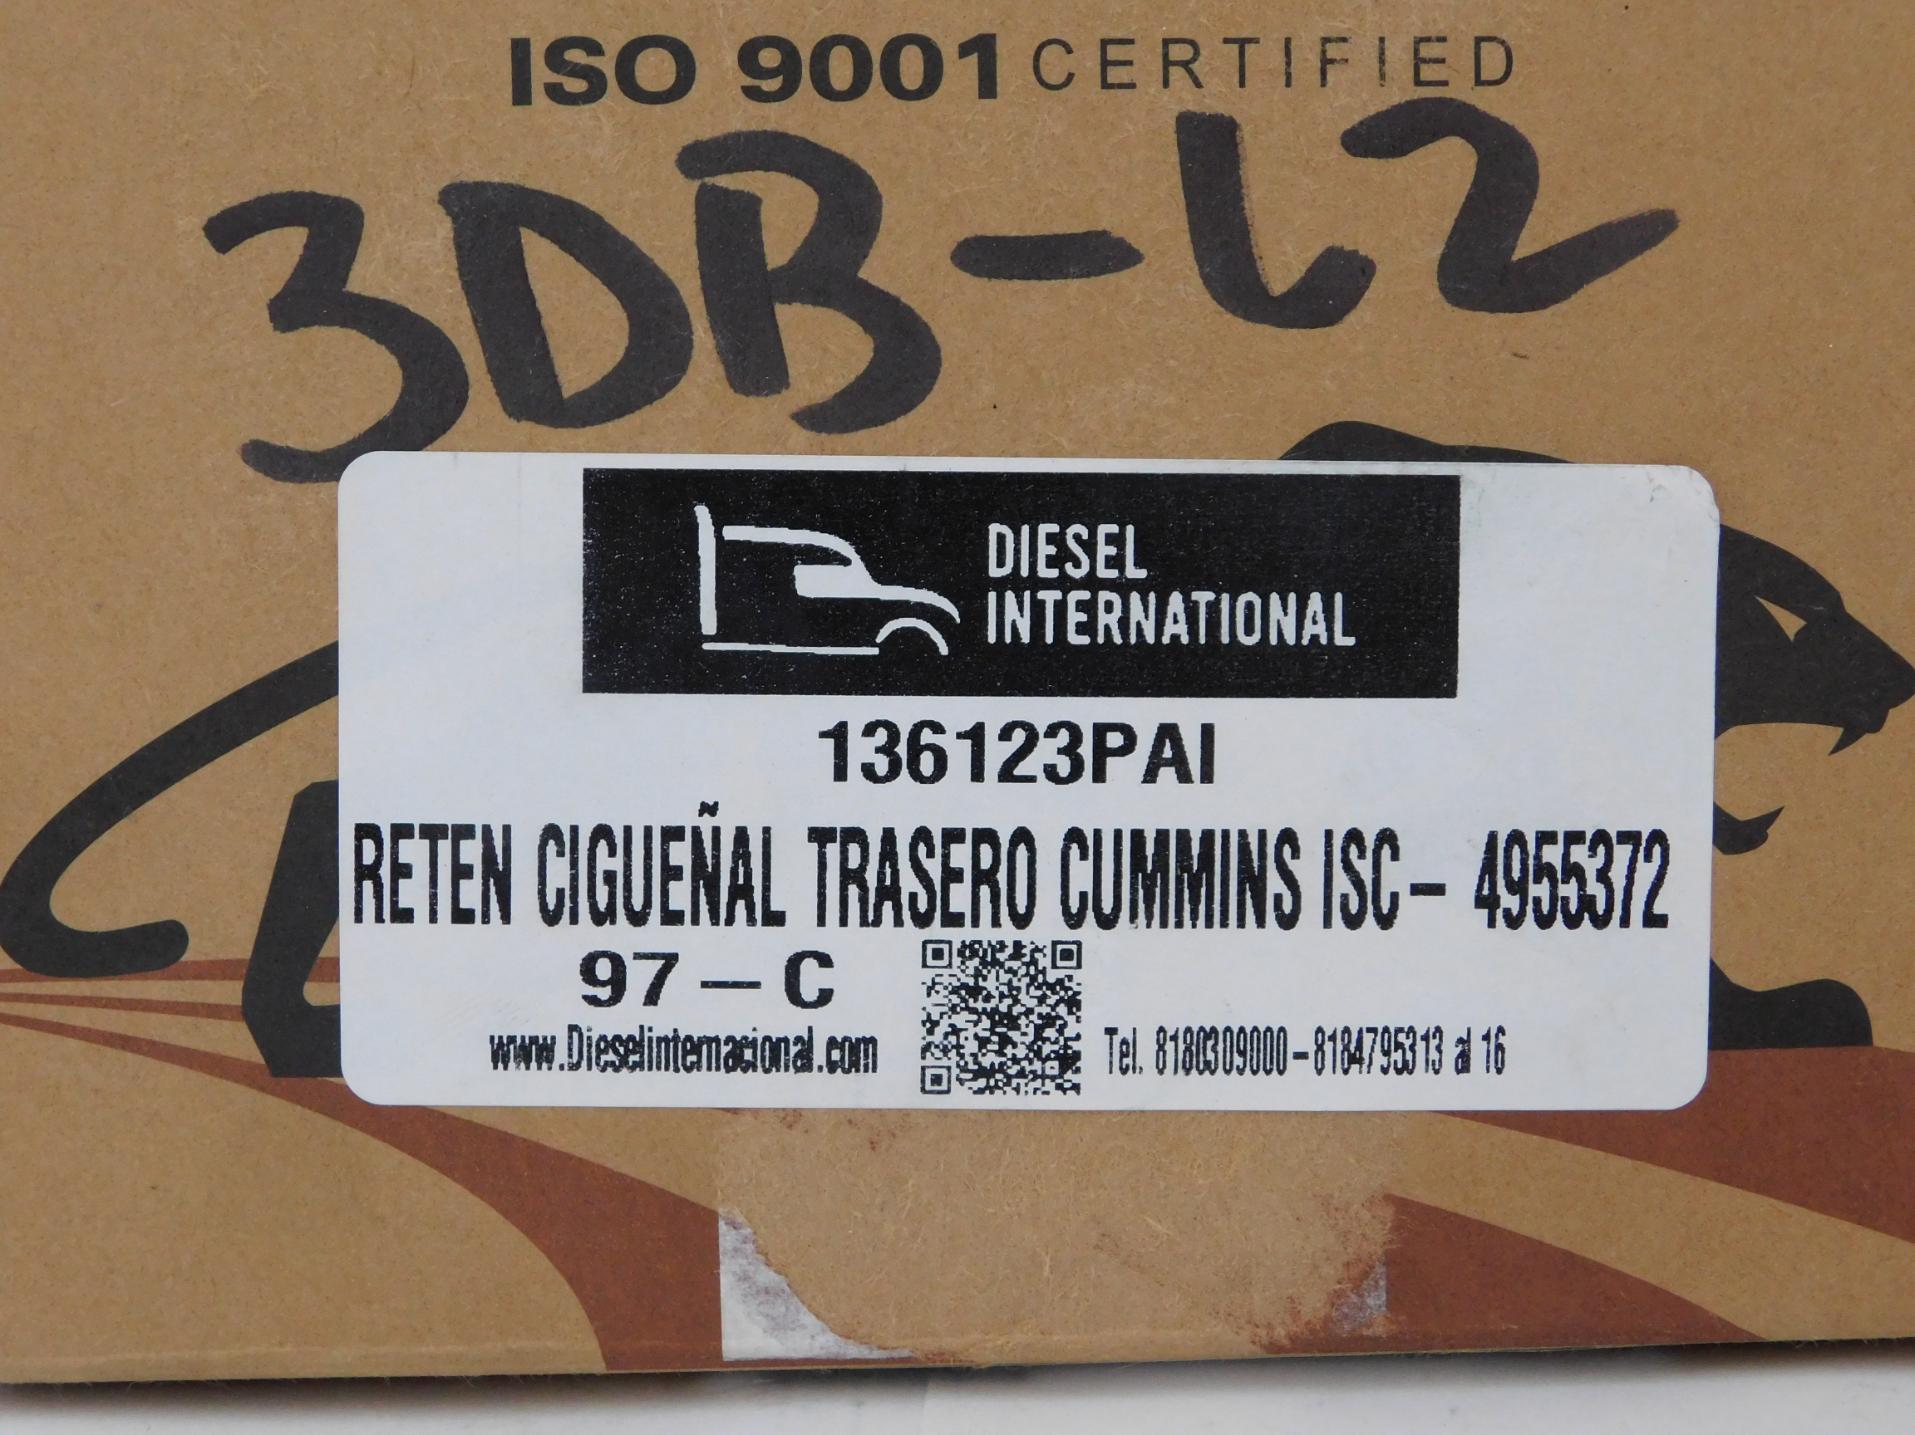 ISO 9001 CERTIFIED
3DB-L2
DIESEL
INTERNATIONAL
136123PAI
RETEN CIGUEÑAL TRASERO CUMMINS ISC- 4955372
97-C
www.Dieselinternacional.com
Tel. 8180309000-8184795313 al 16